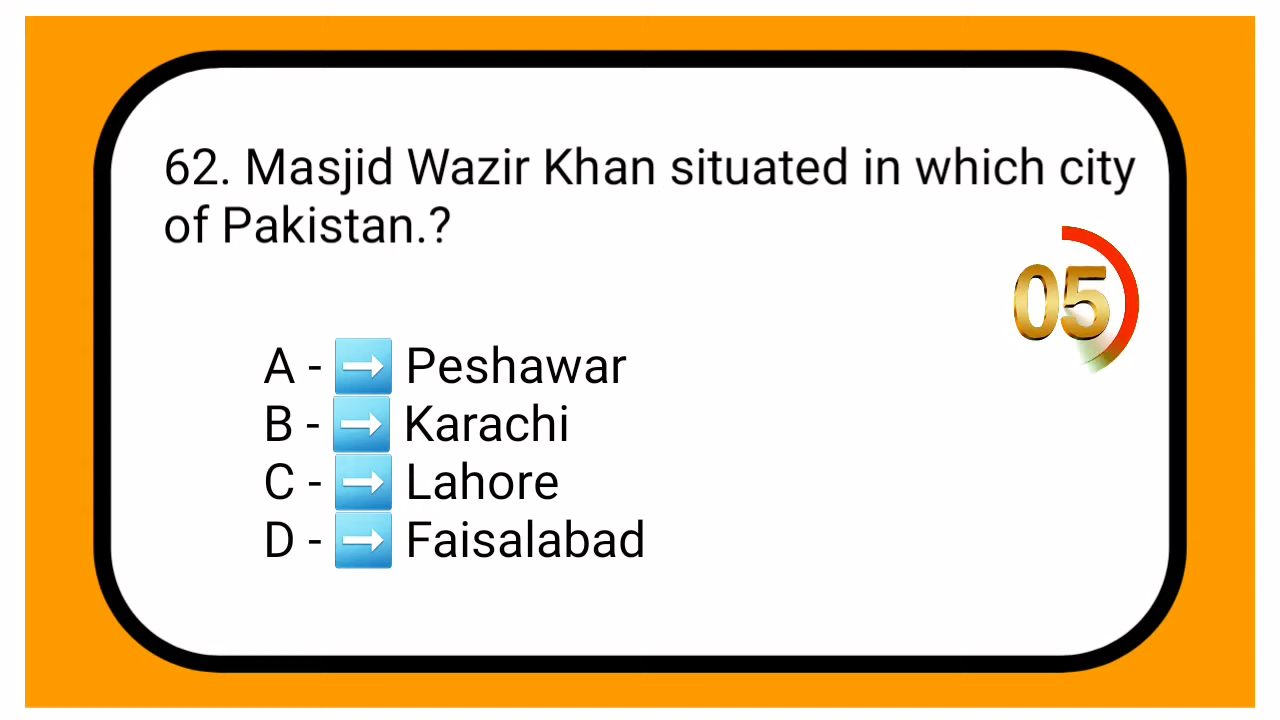 62. Masjid Wazir Khan situated in which city
of Pakistan.?
05
A - ➡️ Peshawar
B - ➡️ Karachi
C - ➡️ Lahore
D - ➡️ Faisalabad